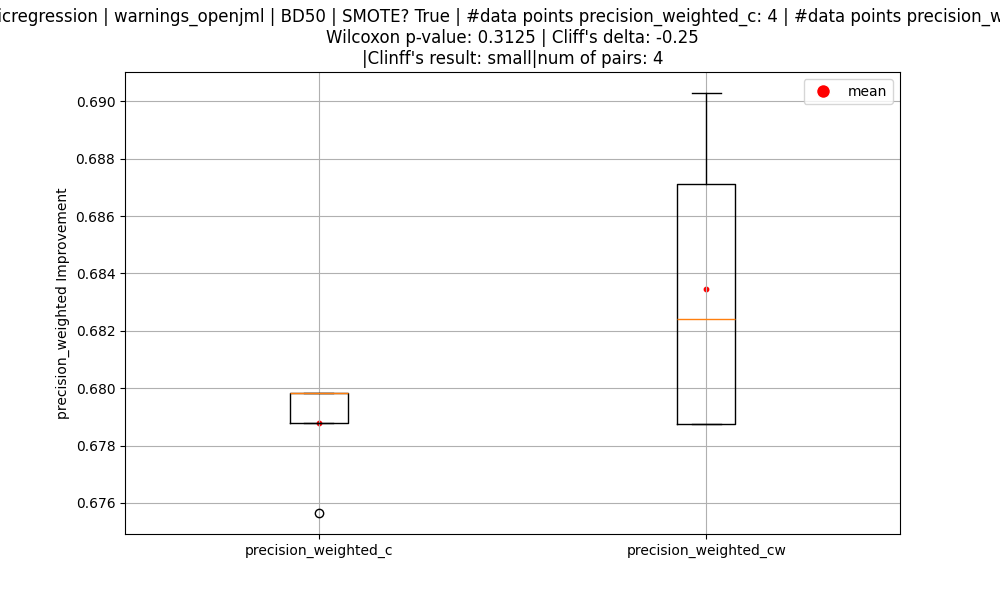 | warnings_openjml | BD50 | SMOTE? True | #data points precision_weighted_c: 4 | #data points
Wilcoxon p-value: 0.3125 | Cliff's delta: -0.25
|Clinff's result: small|num of pairs: 4
mean
0.690
0.688
0.686
0.684
0.682
0.680
0.678
0.676
precision_weighted Improvement
precision_weighted_c
precision_weighted_cw